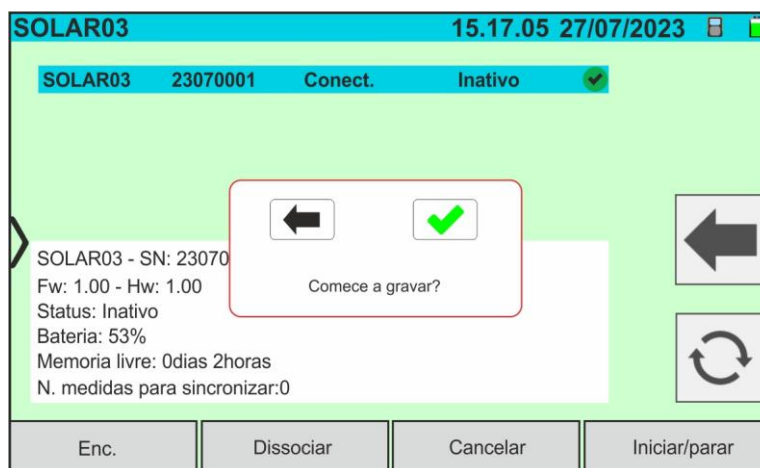 SOLAR03 15.17.05 27/07/2023
SOLAR03 23070001 Conect. Inativo
Comece a gravar?
SOLAR03 - SN: 23070
Fw: 1.00 - Hw: 1.00
Status: Inativo
Bateria: 53%
Memoria livre: 0dias 2horas
N. medidas para sincronizar:0
Enc. Dissociar Cancelar Iniciar/parar